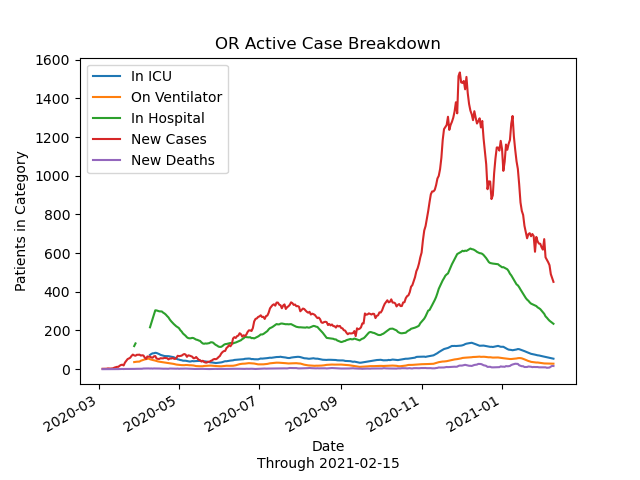 OR Active Case Breakdown
In ICU
On Ventilator
In Hospital
New Cases
New Deaths
Patients in Category
1600
1400
1200
1000
800
600
400
200
0
2020-03
2020-05
2020-07
2020-09
2020-11
2021-01
Date
Through 2021-02-15